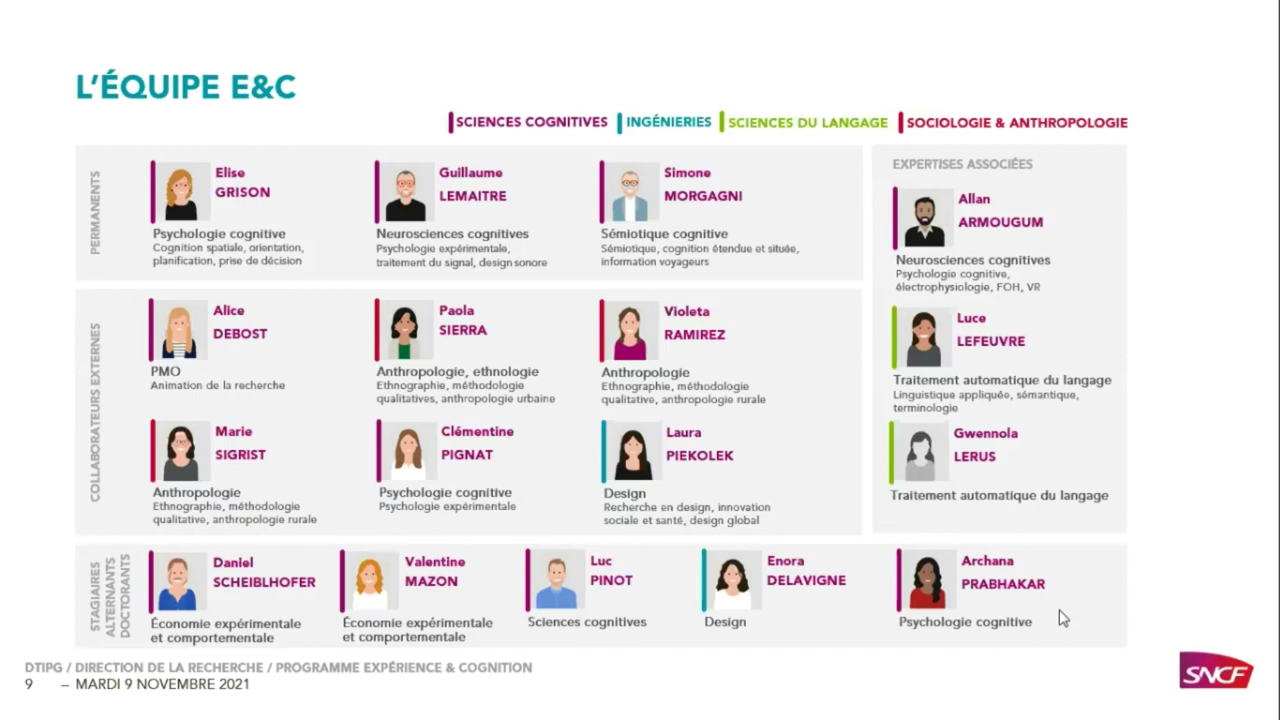 L'ÉQUIPE E&C
SCIENCES COGNITIVES
INGÉNIERIES
SCIENCES DU LANGAGE
SOCIOLOGIE & ANTHROPOLOGIE
PERMANENTS
Elise
GRISON
Psychologie cognitive
Cognition spatiale, orientation,
planification, prise de décision
Guillaume
LEMAITRE
Neurosciences cognitives
Psychologie expérimentale,
traitement du signal, design sonore
Simone
MORGAGNI
Sémiotique cognitive
Sémiotique, cognition étendue et située,
information voyageurs
COLLABORATEURS EXTERNES
Alice
DEBOST
PMO
Animation de la recherche
Paola
SIERRA
Anthropologie, ethnologie
Ethnographie, méthodologie
qualitatives, anthropologie urbaine
Violeta
RAMIREZ
Anthropologie
Ethnographie, méthodologie
qualitative, anthropologie rurale
Marie
SIGRIST
Anthropologie
Ethnographie, méthodologie
qualitative, anthropologie rurale
Clémentine
PIGNAT
Psychologie cognitive
Psychologie expérimentale
Laura
PIEKOLEK
Design
Recherche en design, innovation
sociale et santé, design global
EXPERTISES ASSOCIÉES
Allan
ARMOUGUM
Neurosciences cognitives
Psychologie cognitive,
électrophysiologie, FOH, VR
Luce
LEFEUVRE
Traitement automatique du langage
Linguistique appliquée, sémantique,
terminologie
Gwennola
LERUS
Traitement automatique du langage
STAGIAIRES
ALTERNANTS
DOCTORANTS
Daniel
SCHEIBLHOFER
Économie expérimentale
et comportementale
Valentine
MAZON
Économie expérimentale
et comportementale
Luc
PINOT
Sciences cognitives
Enora
DELAVIGNE
Design
Archana
PRABHAKAR
Psychologie cognitive
DTIPG / DIRECTION DE LA RECHERCHE / PROGRAMME EXPÉRIENCE & COGNITION
9 – MARDI 9 NOVEMBRE 2021
SNCF